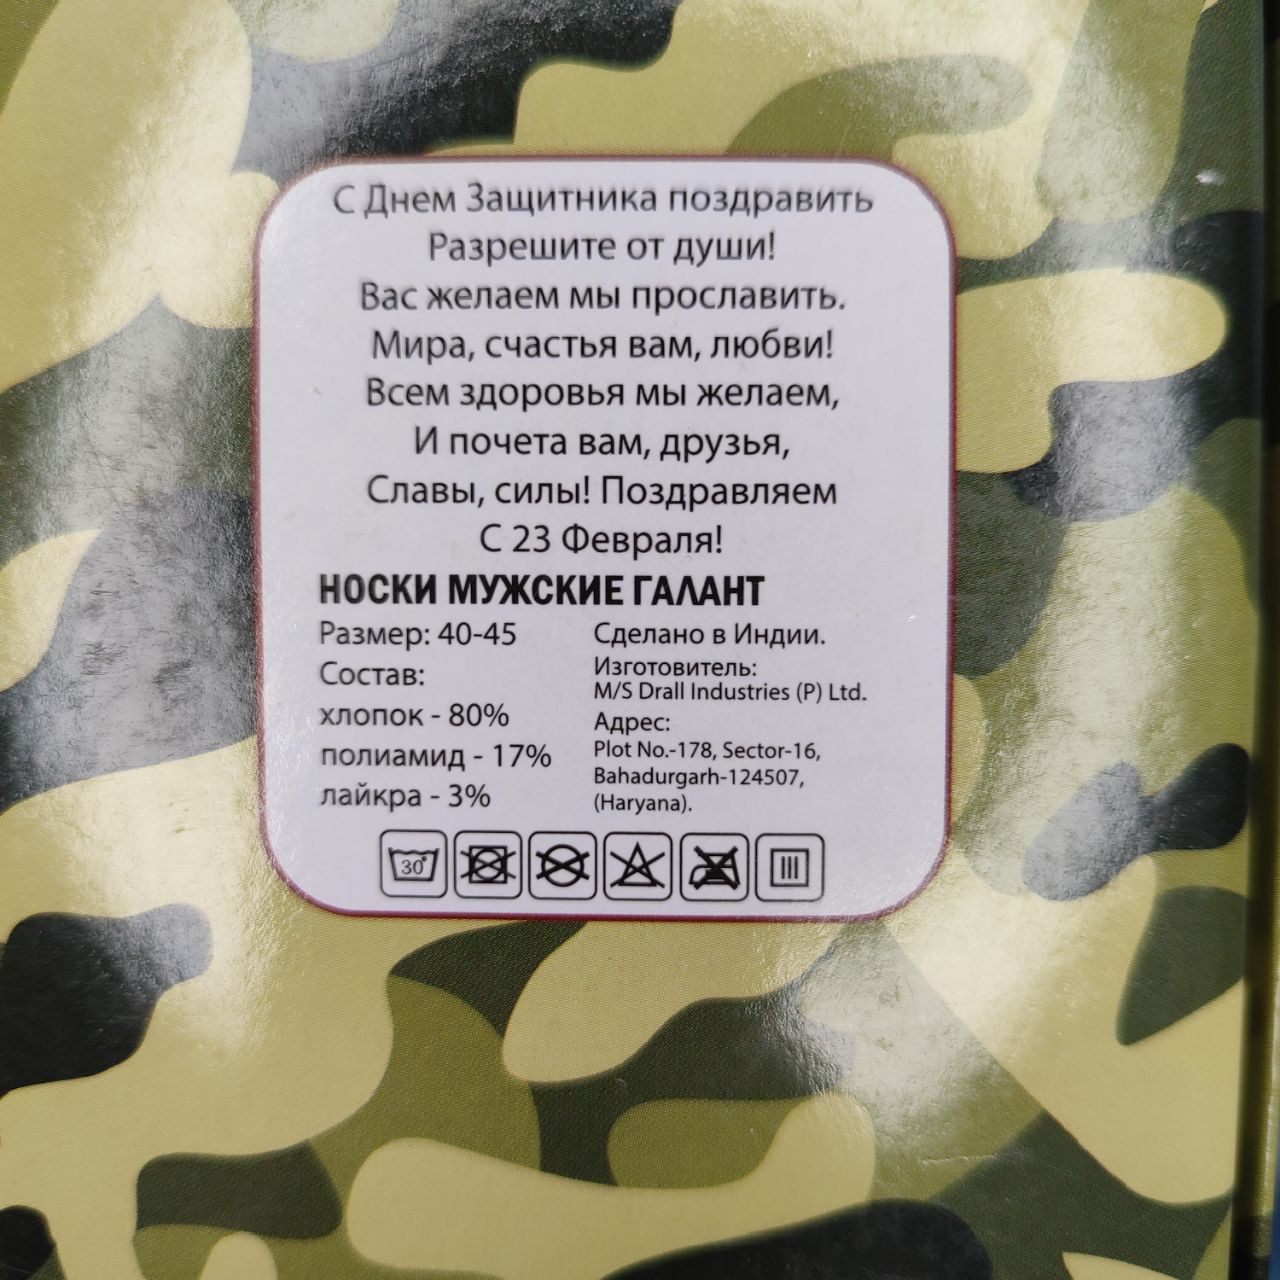 С Днем Защитника поздравить
Разрешите от души!
Вас желаем мы прославить.
Мира, счастья вам, любви!
Всем здоровья мы желаем,
И почета вам, друзья,
Славы, силы! Поздравляем
С 23 Февраля!
НОСКИ МУЖСКИЕ ГАЛАНТ
Размер: 40-45
Состав:
хлопок - 80%
полиамид - 17%
лайкра - 3%
Сделано в Индии.
Изготовитель:
M/S Drall Industries (P) Ltd.
Адрес:
Plot No.-178, Sector-16,
Bahadurgarh-124507,
(Haryana).
30°